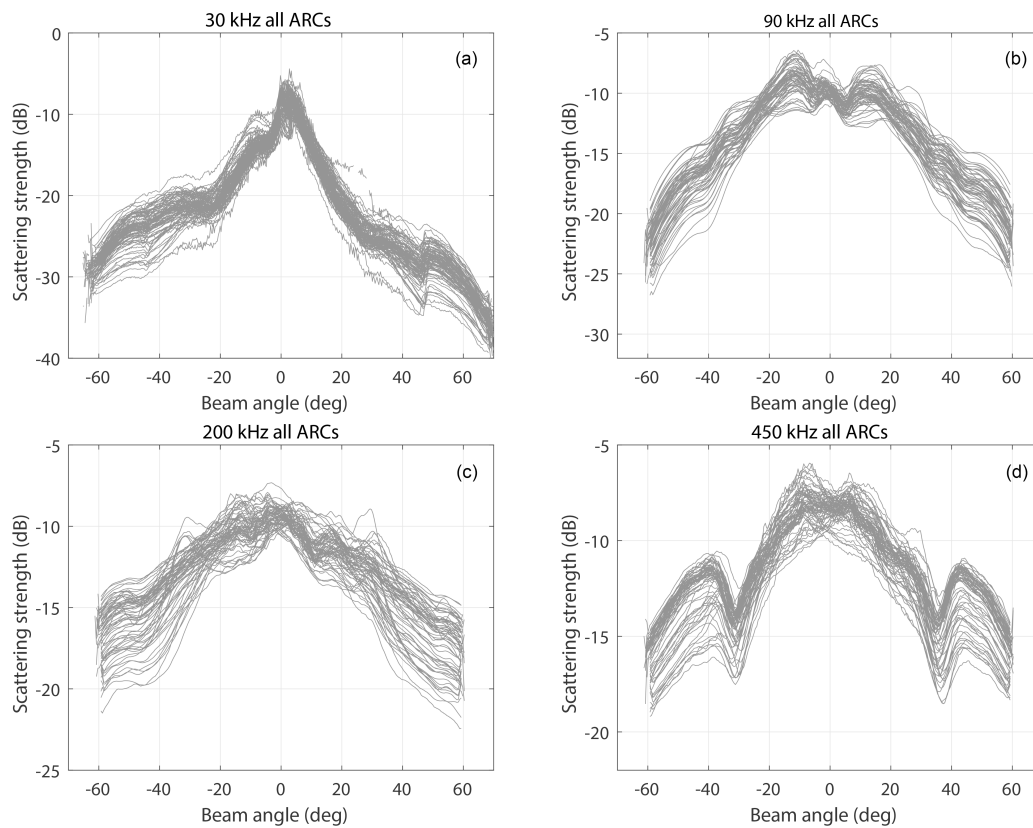 30 kHz all ARCs
(a)
Scattering strength (dB)
0
-10
-20
-30
-40
-60 -40 -20 0 20 40 60
Beam angle (deg)
90 kHz all ARCs
(b)
Scattering strength (dB)
-5
-10
-15
-20
-25
-30
-60 -40 -20 0 20 40 60
Beam angle (deg)
200 kHz all ARCs
(c)
Scattering strength (dB)
-5
-10
-15
-20
-25
-60 -40 -20 0 20 40 60
Beam angle (deg)
450 kHz all ARCs
(d)
Scattering strength (dB)
-5
-10
-15
-20
-60 -40 -20 0 20 40 60
Beam angle (deg)